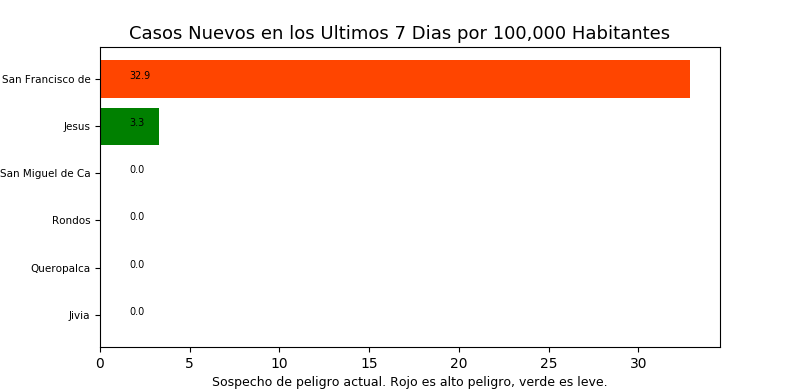 Casos Nuevos en los Ultimos 7 Dias por 100,000 Habitantes
San Francisco de 32.9
Jesus 3.3
San Miguel de Ca 0.0
Rondos 0.0
Queropalca 0.0
Jivia 0.0
0 5 10 15 20 25 30
Sospecho de peligro actual. Rojo es alto peligro, verde es leve.